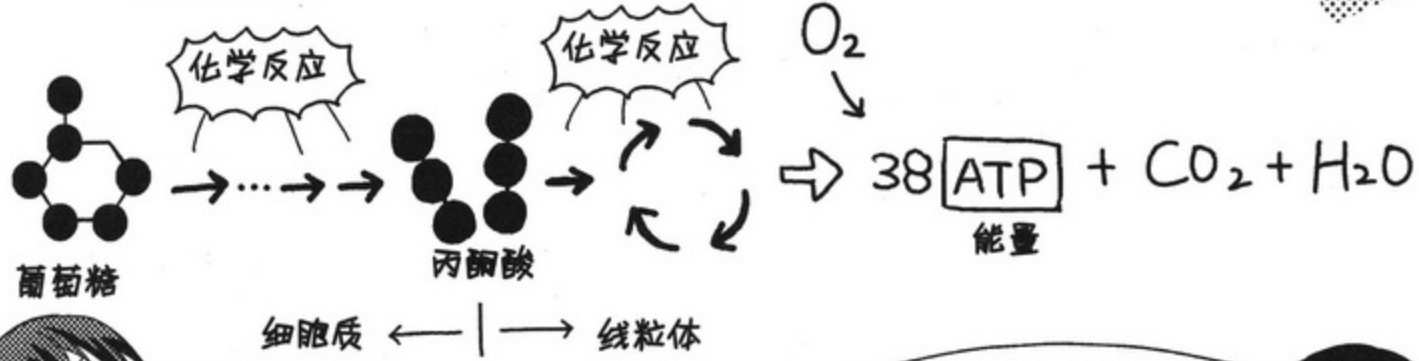 化学反应
化学反应
O₂
38 ATP + CO₂ + H₂O
能量
葡萄糖
丙酮酸
细胞质 ← | → 线粒体